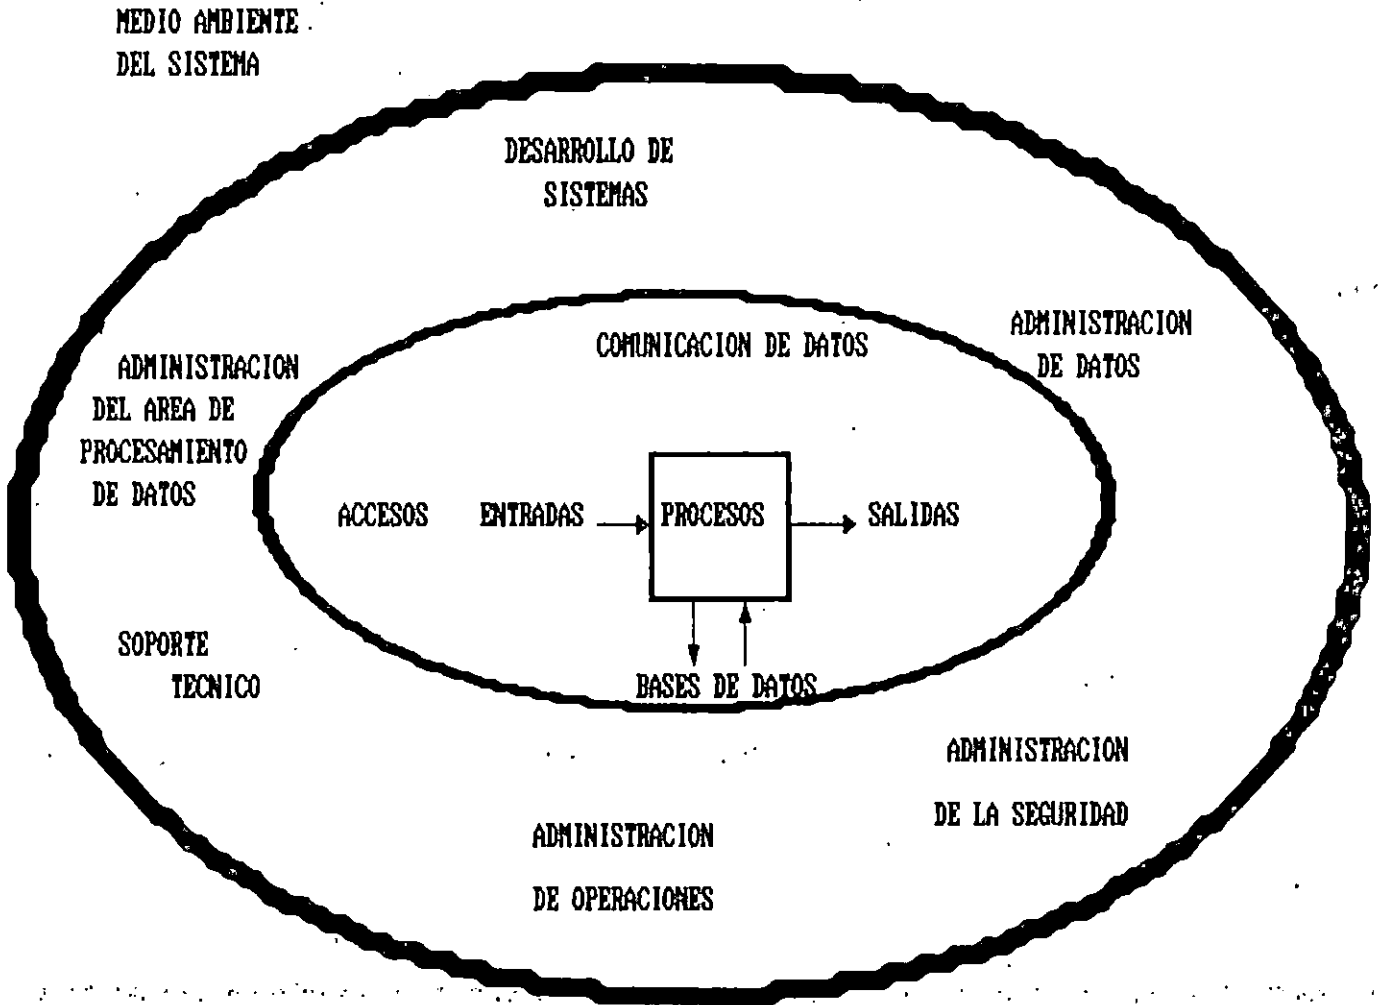 MEDIO AMBIENTE
DEL SISTEMA
DESARROLLO DE
SISTEMAS
ADMINISTRACION
DE DATOS
COMUNICACION DE DATOS
ADMINISTRACION
DEL AREA DE
PROCESAMIENTO
DE DATOS
ACCESOS ENTRADAS PROCESOS SALIDAS
SOPORTE
TECNICO
BASES DE DATOS
ADMINISTRACION
DE LA SEGURIDAD
ADMINISTRACION
DE OPERACIONES